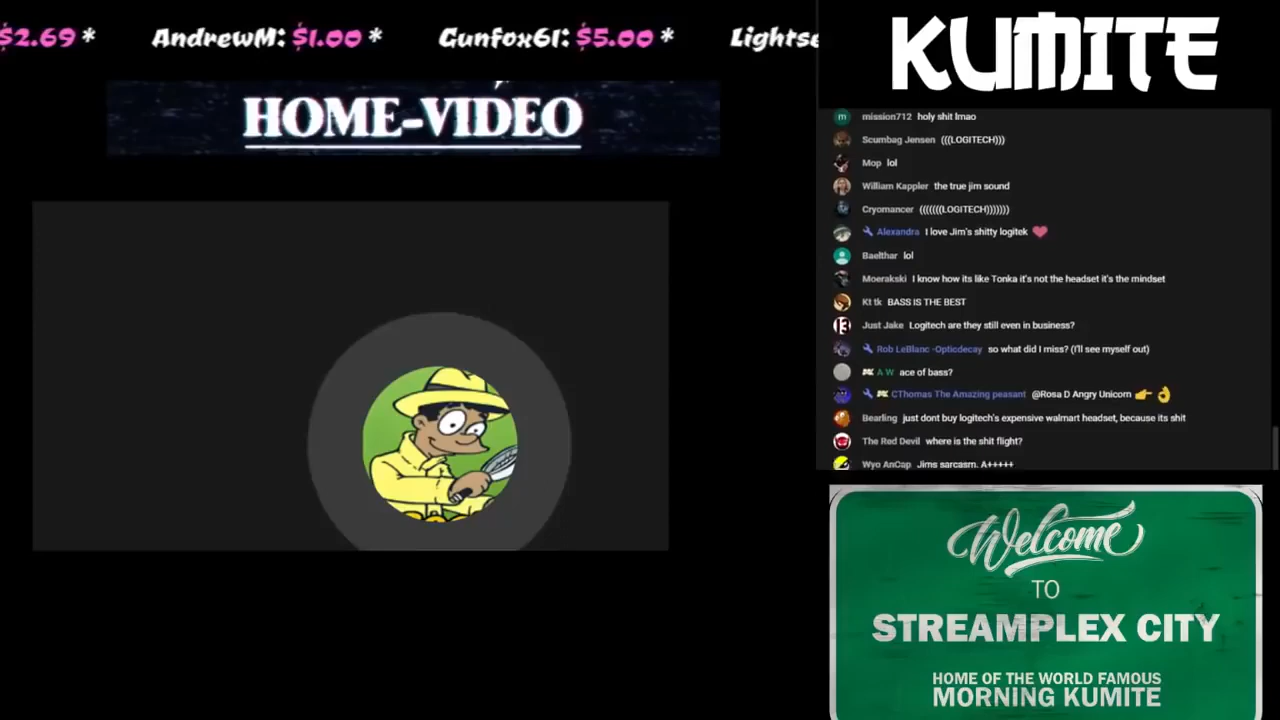 $2.69 * AndrewM: $1.00 * Gunfox61: $5.00 * Lights
HOME-VIDEO
KUMITE
mission712 holy shit lmao
Scumbag Jensen (((LOGITECH)))
Mop lol
William Kappler the true jim sound
Cryomancer (((((((LOGITECH)))))))
Alexandra I love Jim's shitty logitek
Baelthar lol
Moerakski I know how its like Tonka it's not the headset it's the mindset
Kt tk BASS IS THE BEST
Just Jake Logitech are they still even in business?
Rob LeBlanc -Opticdecay so what did I miss? (I'll see myself out)
A W ace of bass?
CThomas The Amazing peasant @Rosa D Angry Unicorn 👉 👌
Bearling just dont buy logitech's expensive walmart headset, because its shit
The Red Devil where is the shit flight?
Wyo AnCap Jims sarcasm. A+++++
Welcome
TO
STREAMPLEX CITY
HOME OF THE WORLD FAMOUS
MORNING KUMITE